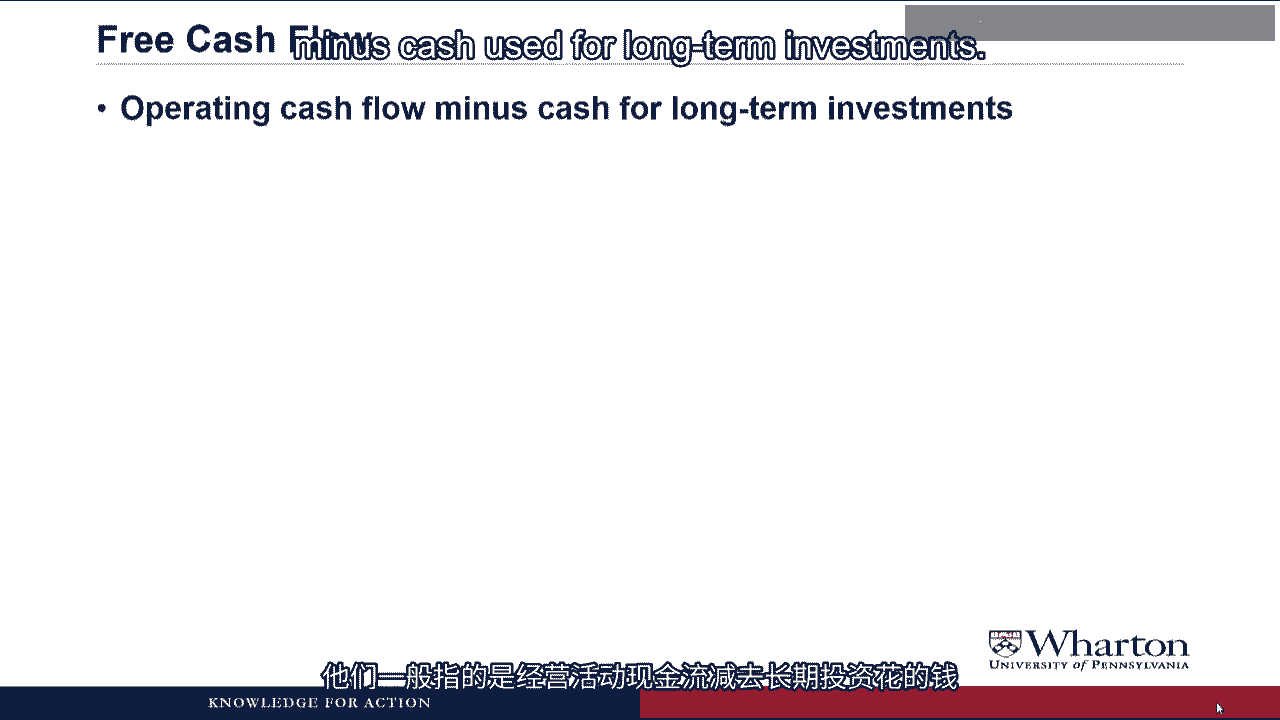 Free Cash Flow
minus cash used for long-term investments.
• Operating cash flow minus cash for long-term investments
Wharton
UNIVERSITY of PENNSYLVANIA
他们一般指的是经营活动现金流减去长期投资花的钱
KNOWLEDGE FOR ACTION